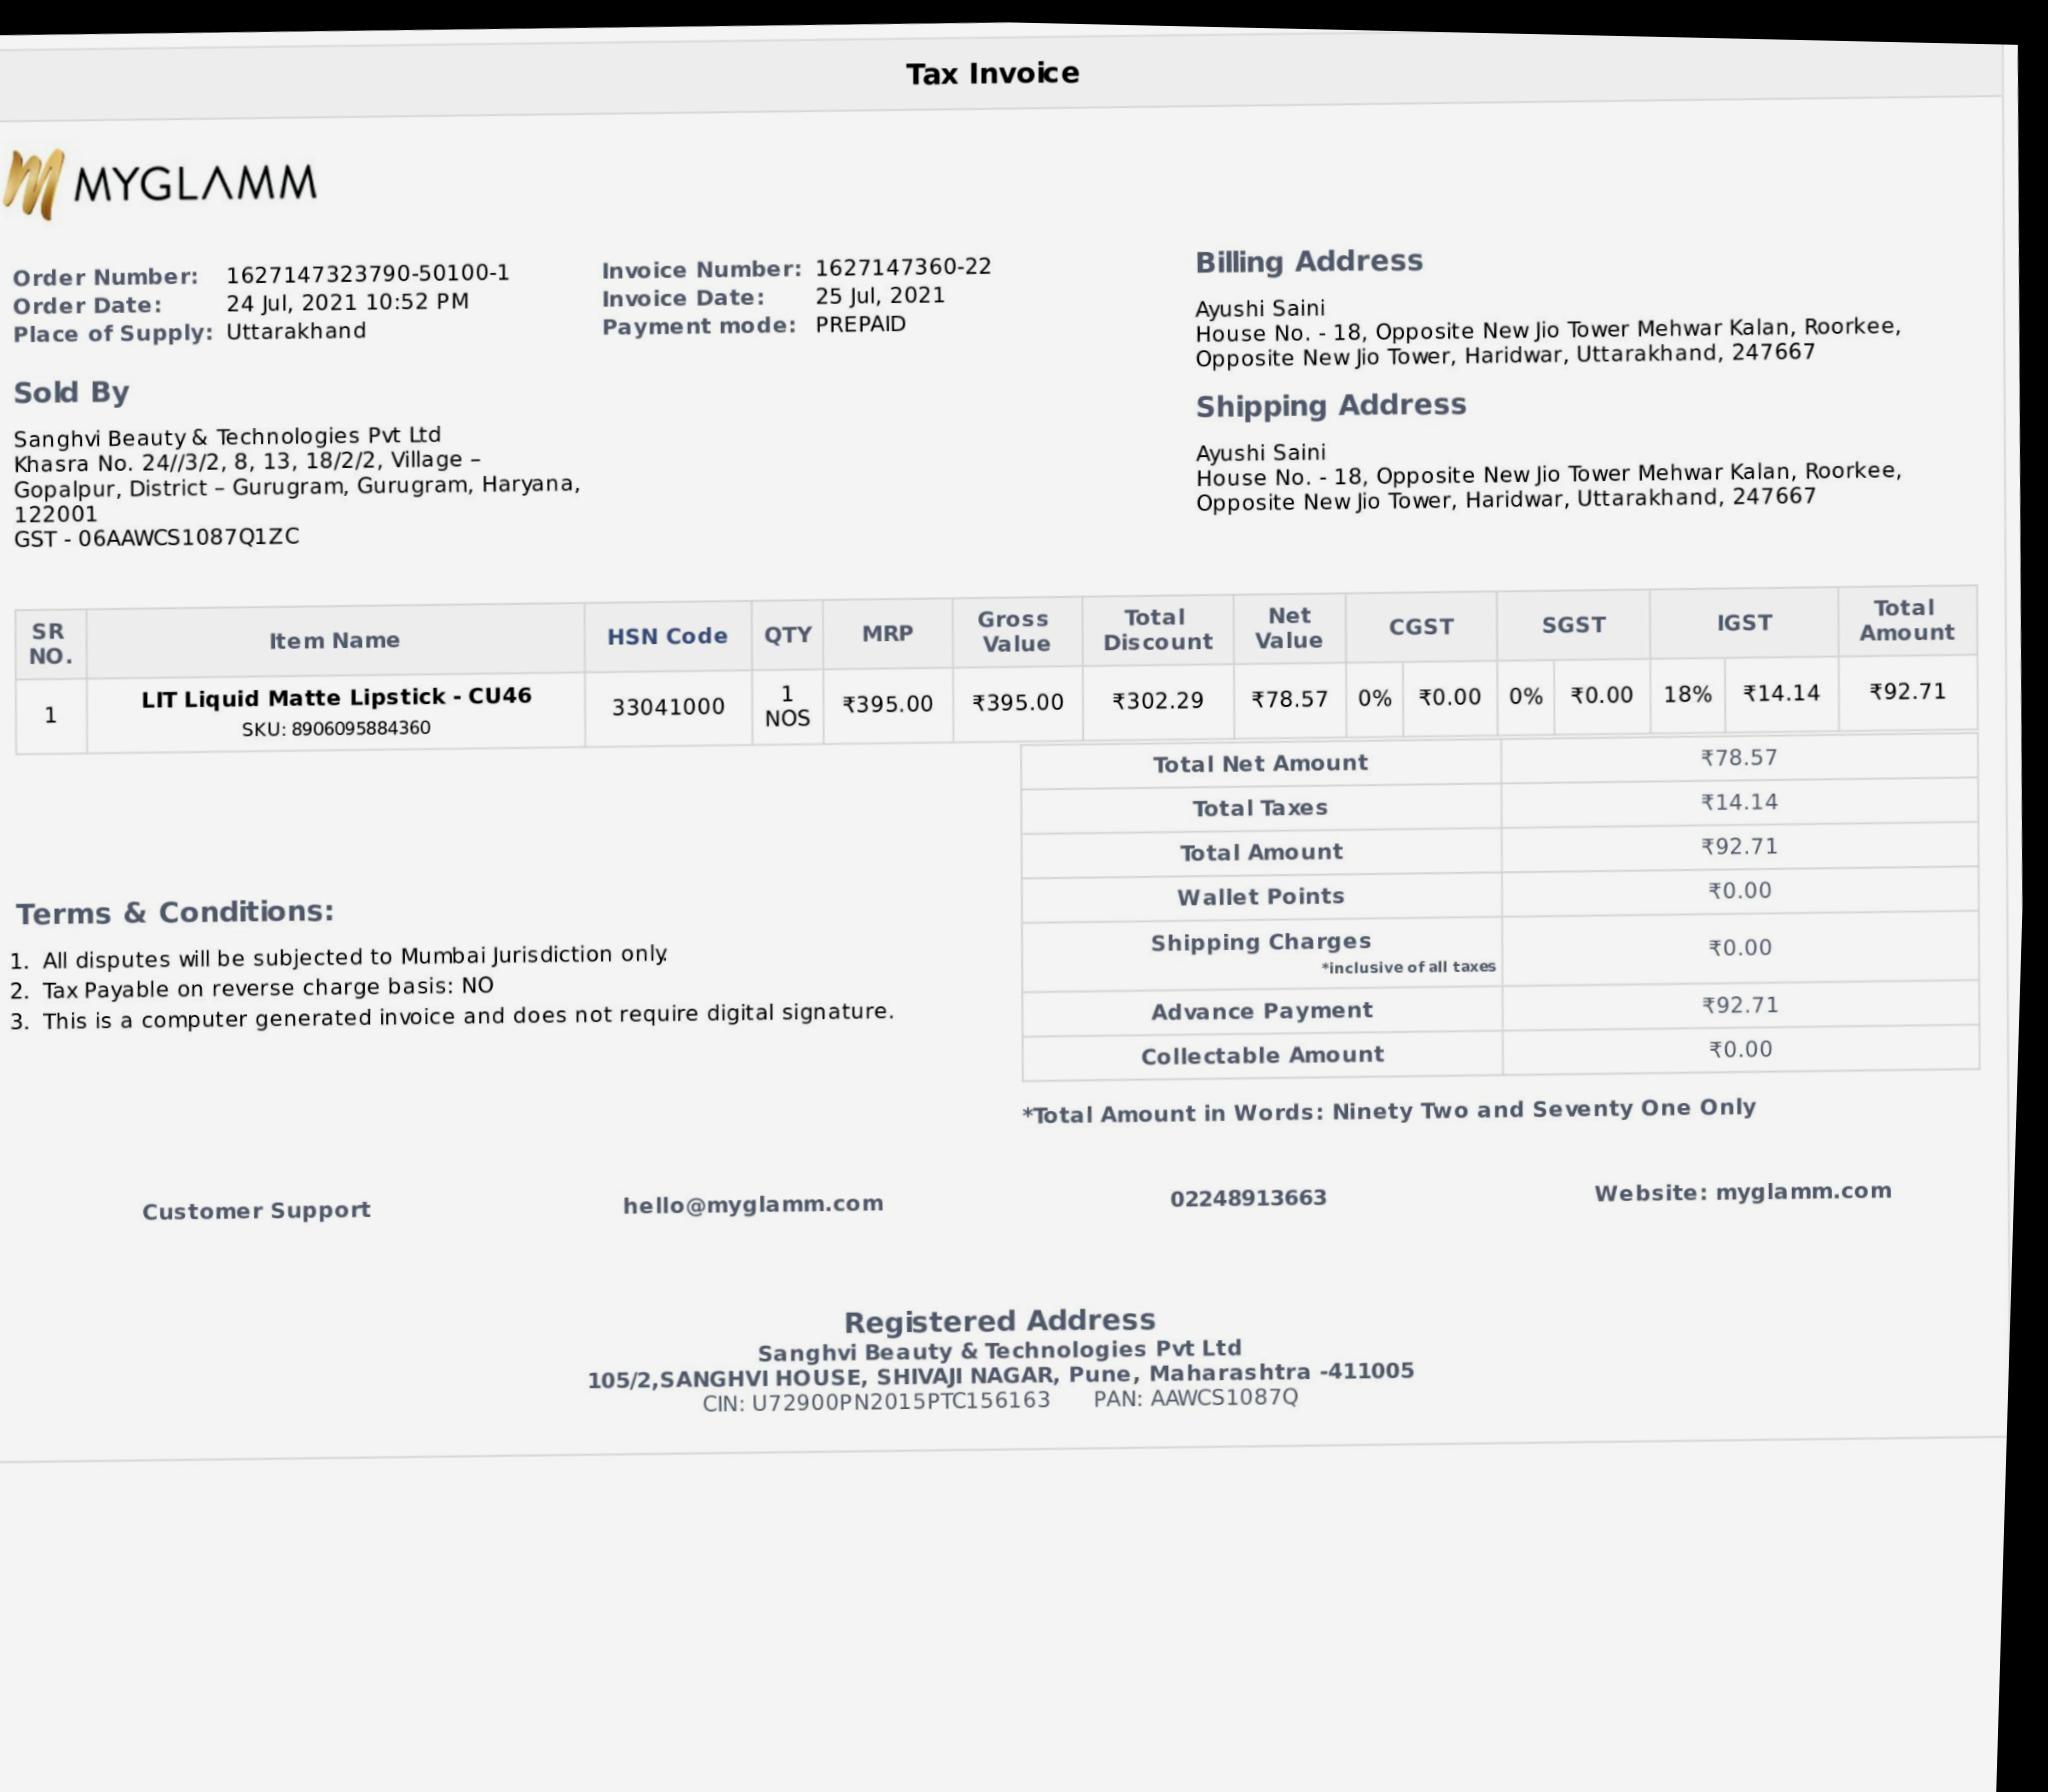 Tax Invoice
MYGLAMM
Order Number: 1627147323790-50100-1
Order Date: 24 Jul, 2021 10:52 PM
Place of Supply: Uttarakhand
Invoice Number: 1627147360-22
Invoice Date: 25 Jul, 2021
Payment mode: PREPAID
Billing Address
Ayushi Saini
House No. - 18, Opposite New Jio Tower Mehwar Kalan, Roorkee,
Opposite New Jio Tower, Haridwar, Uttarakhand, 247667
Sold By
Sanghvi Beauty & Technologies Pvt Ltd
Khasra No. 24//3/2, 8, 13, 18/2/2, Village –
Gopalpur, District – Gurugram, Gurugram, Haryana,
122001
GST - 06AAWCS1087Q1ZC
Shipping Address
Ayushi Saini
House No. - 18, Opposite New Jio Tower Mehwar Kalan, Roorkee,
Opposite New Jio Tower, Haridwar, Uttarakhand, 247667
SR NO. Item Name HSN Code QTY MRP Gross Value Total Discount Net Value CGST SGST IGST Total Amount
1 LIT Liquid Matte Lipstick - CU46 33041000 1 NOS ₹395.00 ₹395.00 ₹302.29 ₹78.57 0% ₹0.00 0% ₹0.00 18% ₹14.14 ₹92.71
SKU: 8906095884360
Total Net Amount ₹78.57
Total Taxes ₹14.14
Total Amount ₹92.71
Wallet Points ₹0.00
Shipping Charges ₹0.00
*inclusive of all taxes
Advance Payment ₹92.71
Collectable Amount ₹0.00
*Total Amount in Words: Ninety Two and Seventy One Only
Terms & Conditions:
1. All disputes will be subjected to Mumbai Jurisdiction only.
2. Tax Payable on reverse charge basis: NO
3. This is a computer generated invoice and does not require digital signature.
Customer Support hello@myglamm.com 02248913663 Website: myglamm.com
Registered Address
Sanghvi Beauty & Technologies Pvt Ltd
105/2,SANGHVI HOUSE, SHIVAJI NAGAR, Pune, Maharashtra -411005
CIN: U72900PN2015PTC156163 PAN: AAWCS1087Q